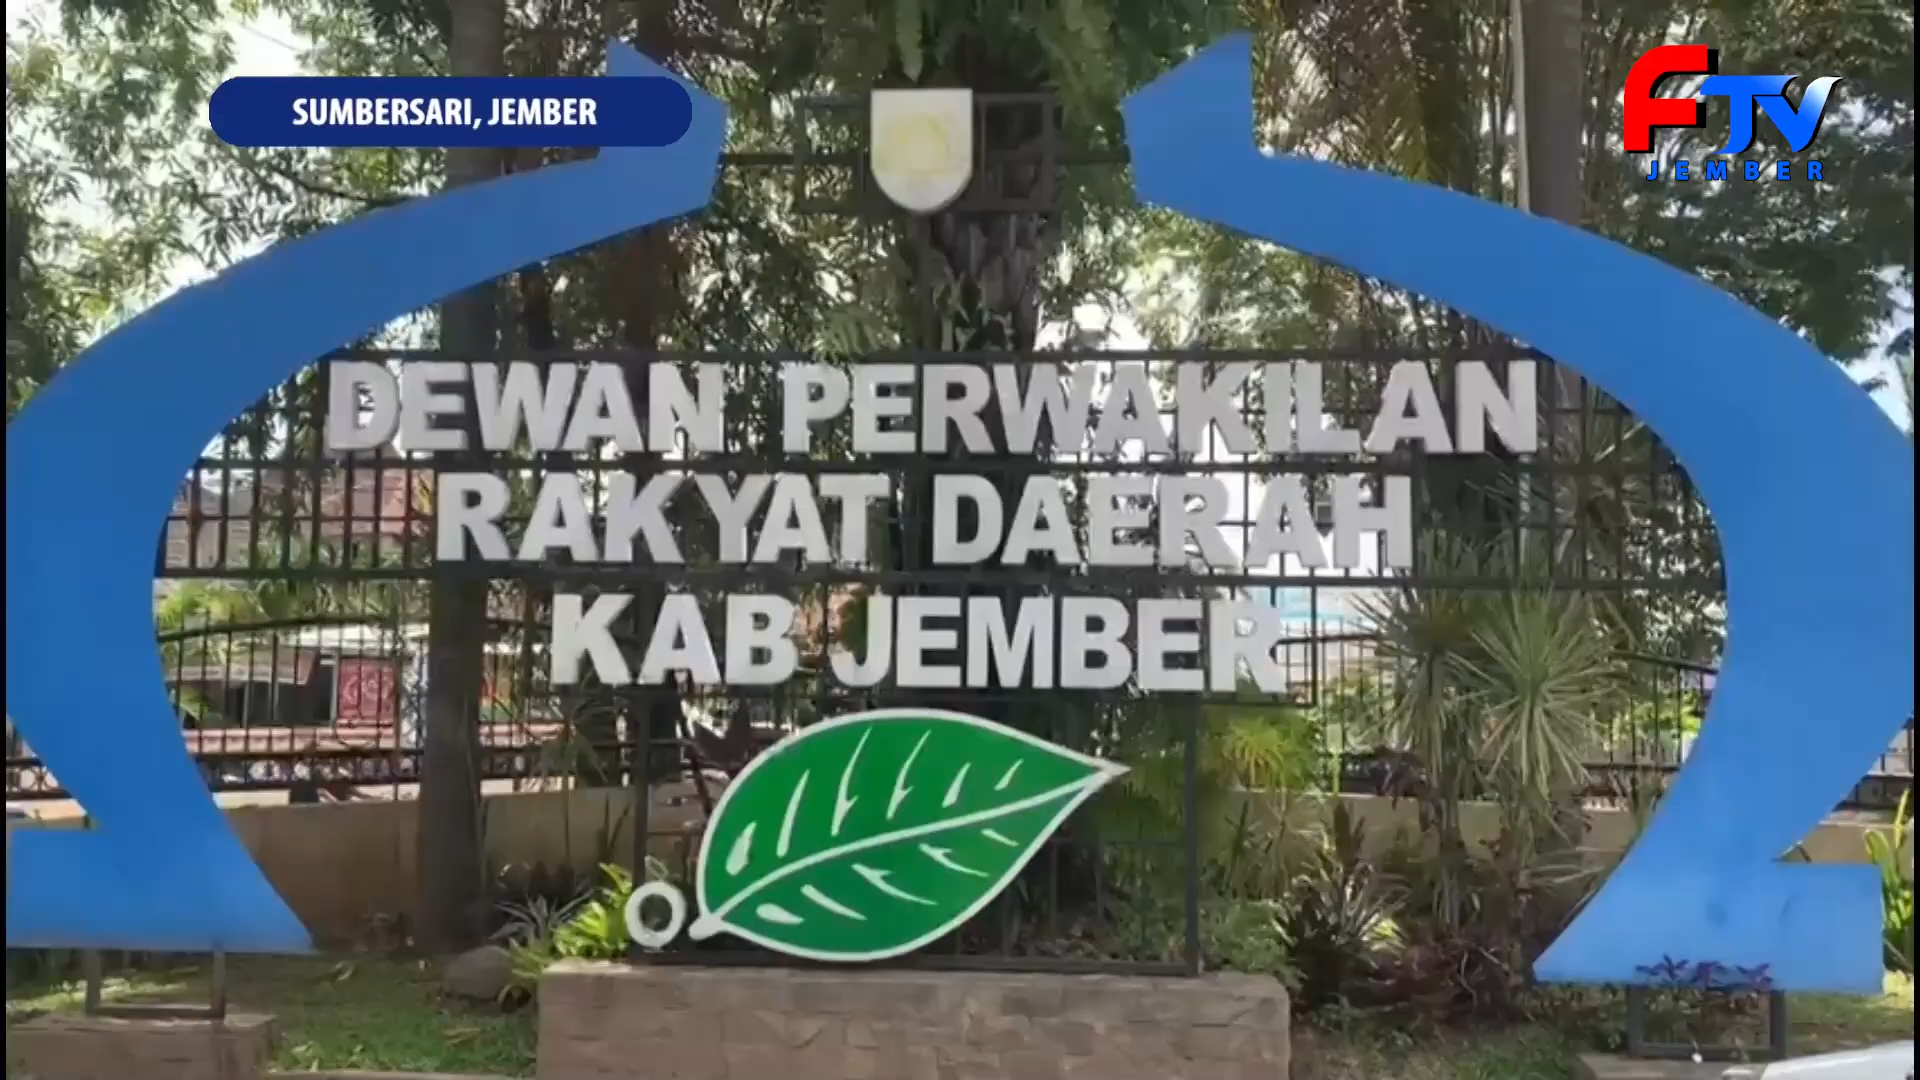 SUMBERSARI, JEMBER
FTV
JEMBER
DEWAN PERWAKILAN
RAKYAT DAERAH
KAB JEMBER